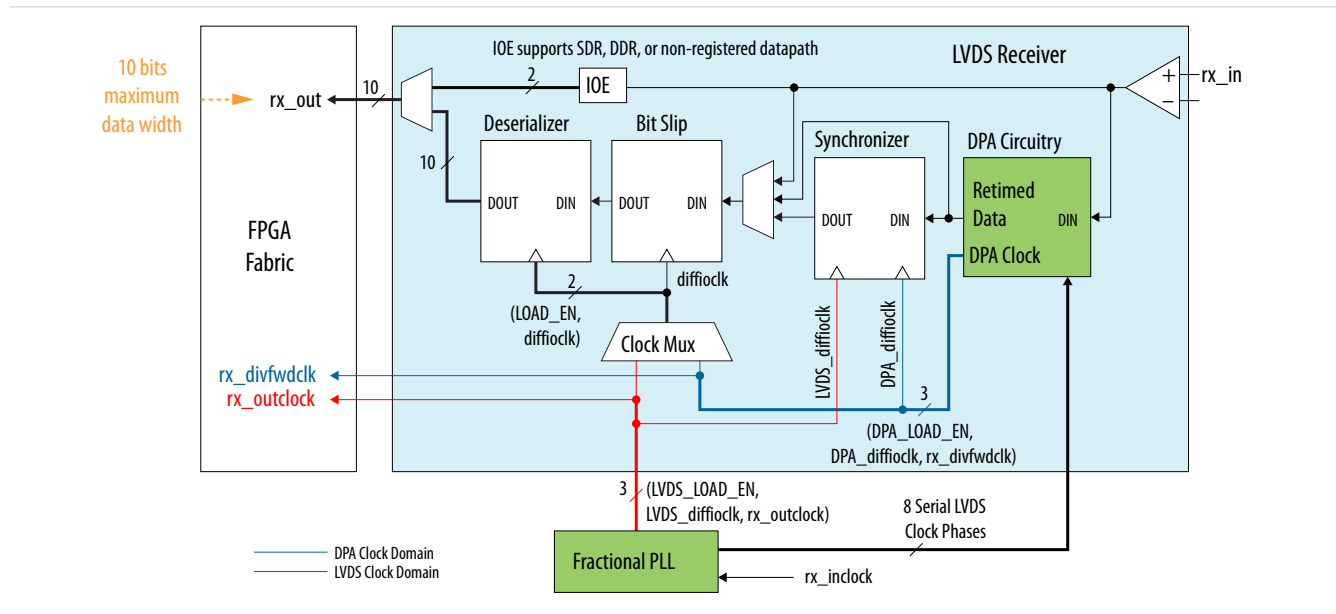 IOE supports SDR, DDR, or non-registered datapath
LVDS Receiver
10 bits
maximum
data width
rx_out
10
2
IOE
+
−
rx_in
Deserializer
Bit Slip
Synchronizer
DPA Circuitry
10
DOUT
DIN
DOUT
DIN
DOUT
DIN
Retimed
Data
DIN
DPA Clock
FPGA
Fabric
2
diffioclk
(LOAD_EN,
diffioclk)
Clock Mux
LVDS_diffioclk
DPA_diffioclk
rx_divfwdclk
rx_outclock
3
(DPA_LOAD_EN,
DPA_diffioclk, rx_divfwdclk)
3
(LVDS_LOAD_EN,
LVDS_diffioclk, rx_outclock)
8 Serial LVDS
Clock Phases
Fractional PLL
rx_inclock
DPA Clock Domain
LVDS Clock Domain